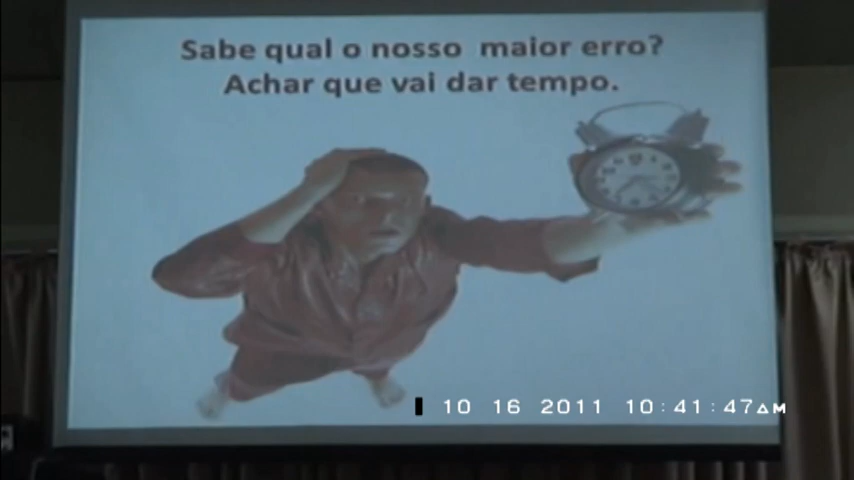 Sabe qual o nosso maior erro?
Achar que vai dar tempo.
10 16 2011 10:41:47AM